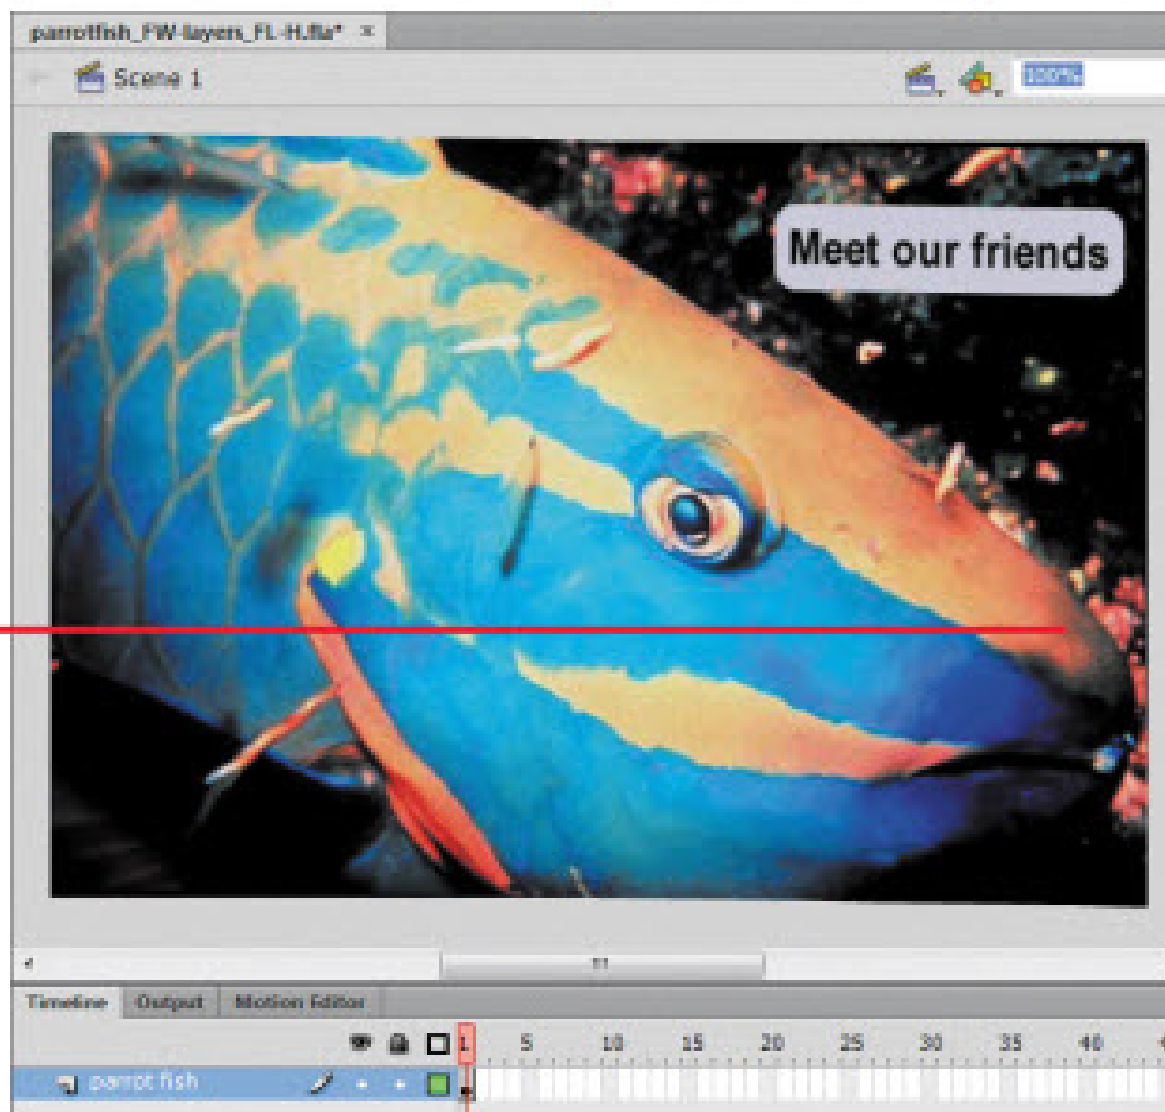 parrotfish_FW-layers_FL-H.fla* x
Scene 1
100%
Meet our friends
Timeline Output Motion Editor
1 5 10 15 20 25 30 35 40
parrot fish